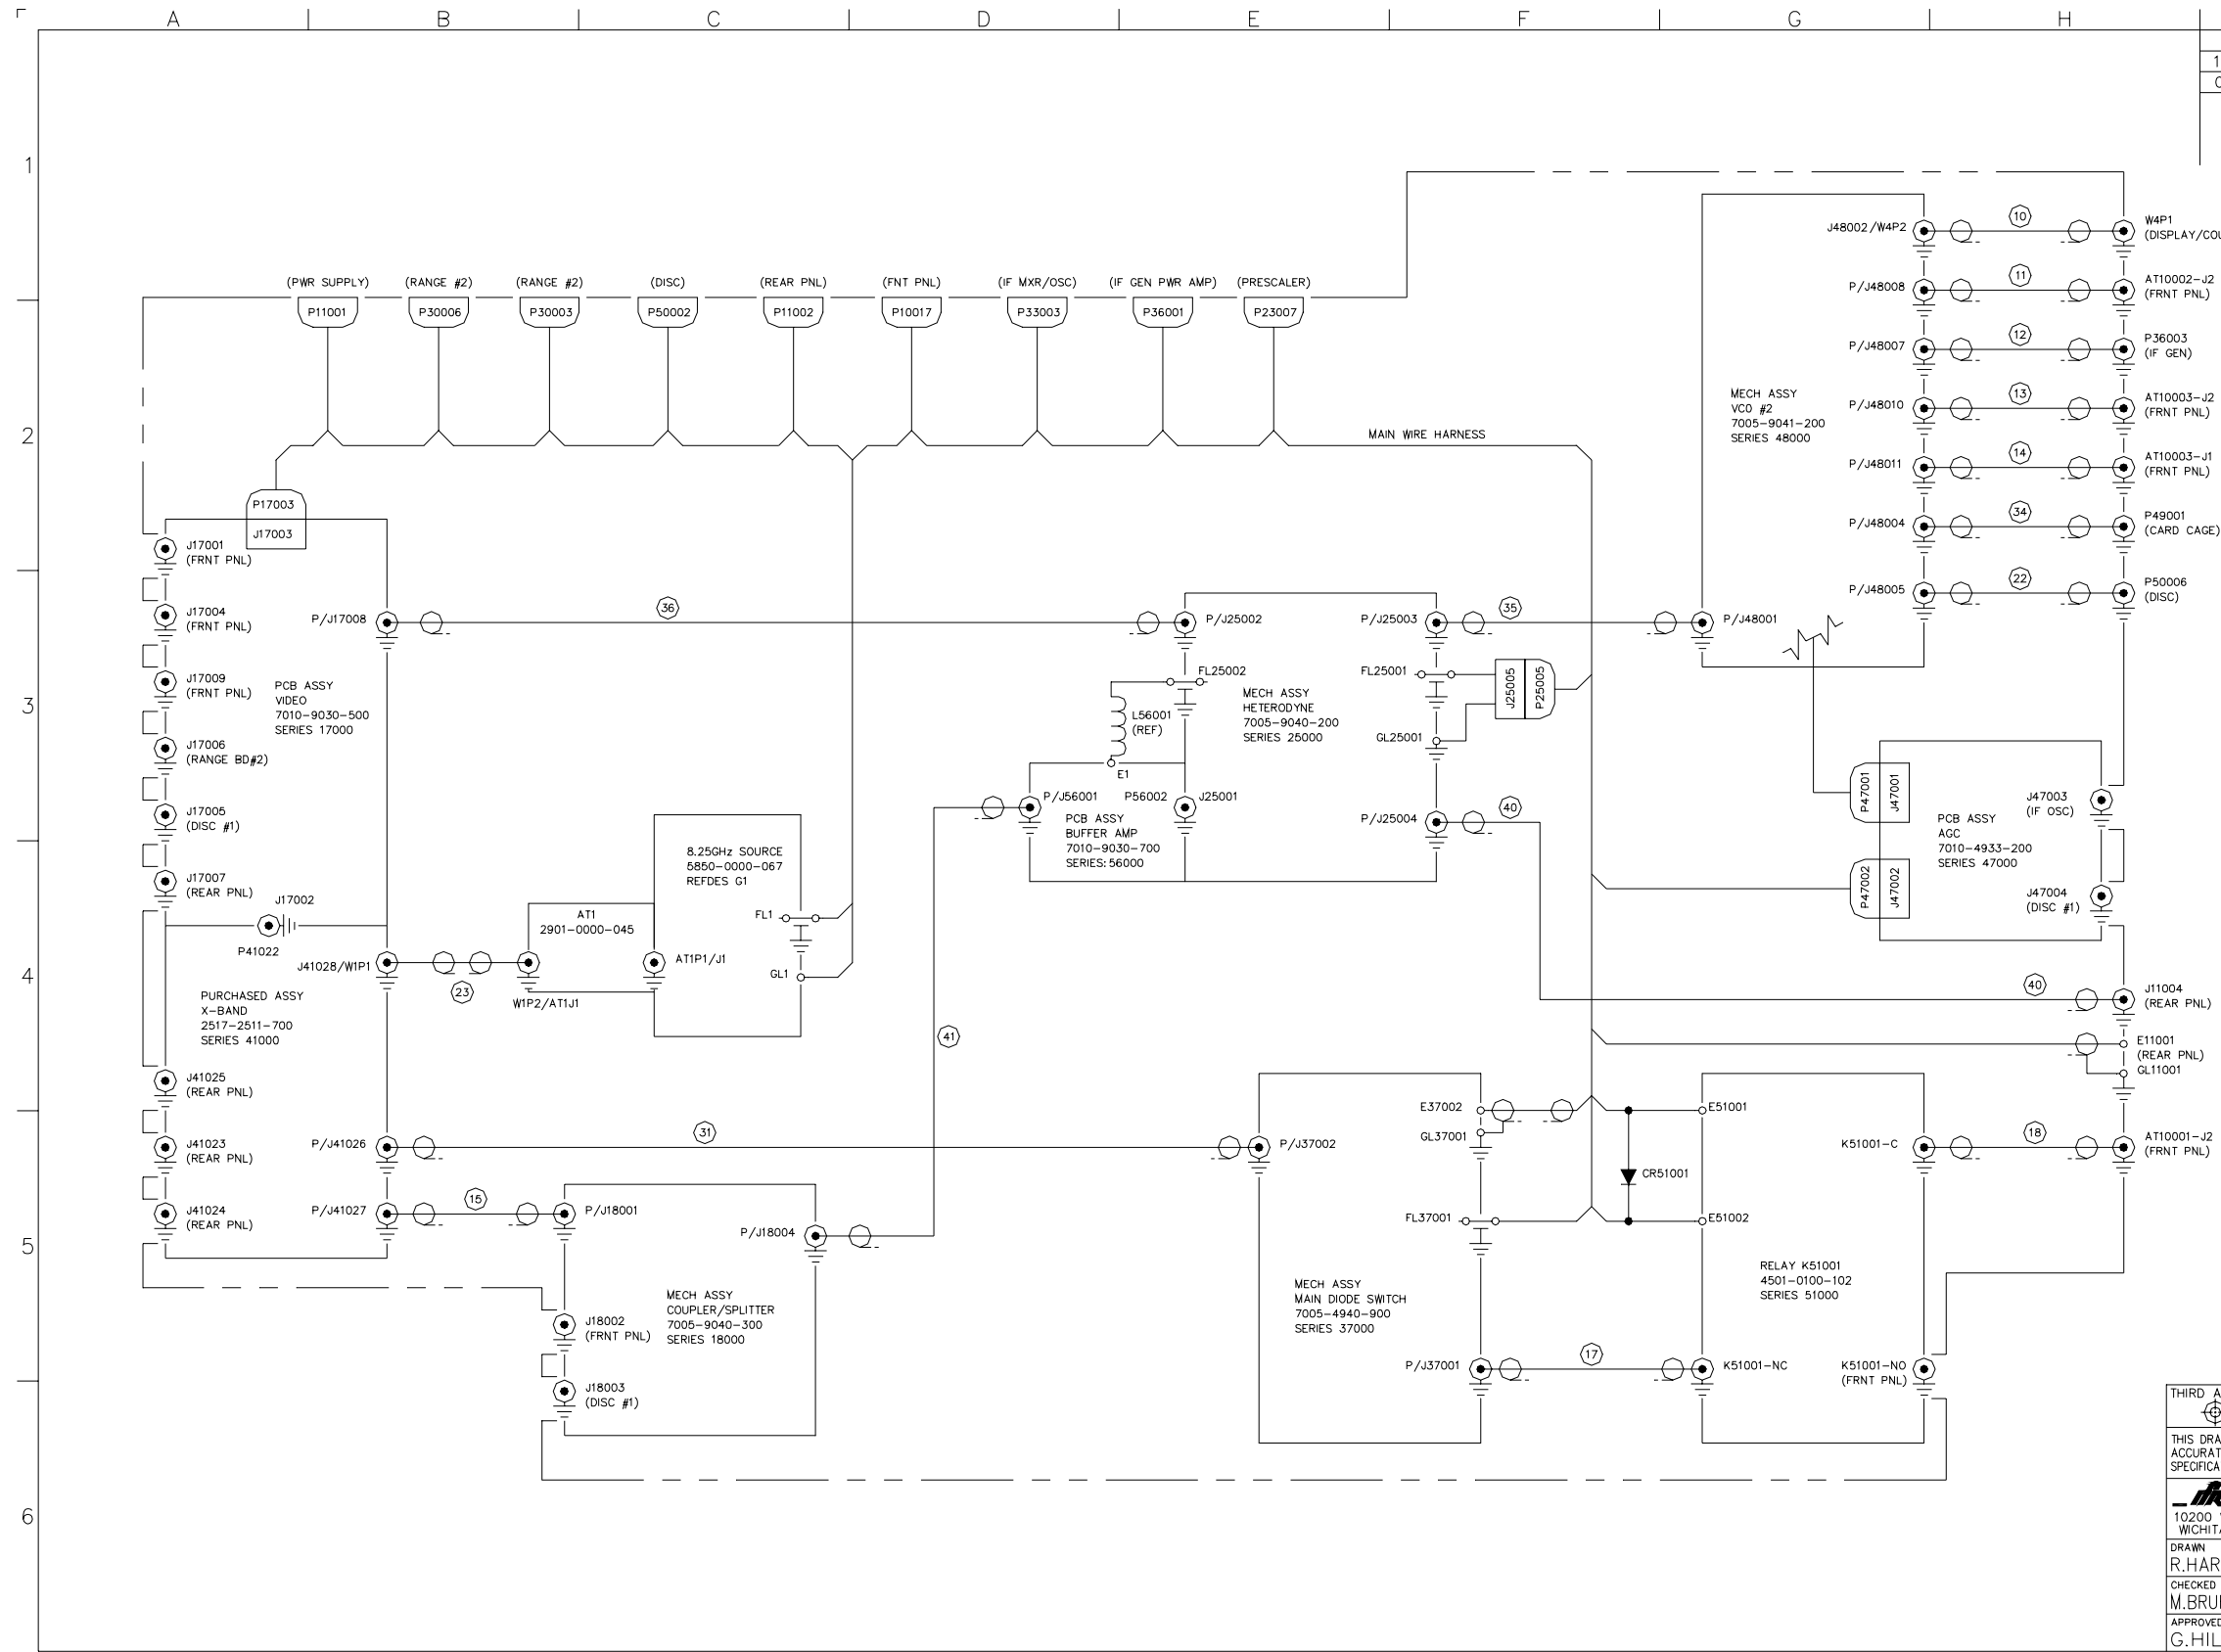 A B C D E F G H
1
2
3
4
5
6
(PWR SUPPLY)
P11001
(RANGE #2)
P30006
(RANGE #2)
P30003
(DISC)
P50002
(REAR PNL)
P11002
(FNT PNL)
P10017
(IF MXR/OSC)
P33003
(IF GEN PWR AMP)
P36001
(PRESCALER)
P23007
MAIN WIRE HARNESS
P17003
J17003
J17001
(FRNT PNL)
J17004
(FRNT PNL)
J17009
(FRNT PNL)
J17006
(RANGE BD#2)
J17005
(DISC #1)
J17007
(REAR PNL)
PCB ASSY
VIDEO
7010-9030-500
SERIES 17000
P/J17008
36
J17002
P41022
J41028/W1P1
23
W1P2/AT1J1
AT1
2901-0000-045
AT1P1/J1
8.25GHz SOURCE
5850-0000-067
REFDES G1
FL1
GL1
PURCHASED ASSY
X-BAND
2517-2511-700
SERIES 41000
J41025
(REAR PNL)
J41023
(REAR PNL)
J41024
(REAR PNL)
P/J41026
31
P/J41027
15
P/J18001
P/J18004
41
MECH ASSY
COUPLER/SPLITTER
7005-9040-300
SERIES 18000
J18002
(FRNT PNL)
J18003
(DISC #1)
P/J25002
P/J25003
35
FL25002
FL25001
J25005
P25005
L56001
(REF)
MECH ASSY
HETERODYNE
7005-9040-200
SERIES 25000
GL25001
E1
P/J56001
P56002
J25001
PCB ASSY
BUFFER AMP
7010-9030-700
SERIES: 56000
P/J25004
40
P/J37002
MECH ASSY
MAIN DIODE SWITCH
7005-4940-900
SERIES 37000
E37002
GL37001
FL37001
P/J37001
17
CR51001
E51001
E51002
K51001-C
18
RELAY K51001
4501-0100-102
SERIES 51000
K51001-NC
K51001-NO
(FRNT PNL)
MECH ASSY
VCO #2
7005-9041-200
SERIES 48000
P/J48001
J48002/W4P2
10
W4P1
P/J48008
11
AT10002-J2
(FRNT PNL)
P/J48007
12
P36003
(IF GEN)
P/J48010
13
AT10003-J2
(FRNT PNL)
P/J48011
14
AT10003-J1
(FRNT PNL)
P/J48004
34
P49001
(CARD CAGE)
P/J48005
22
P50006
(DISC)
P47001
J47001
P47002
J47002
PCB ASSY
AGC
7010-4933-200
SERIES 47000
J47003
(IF OSC)
J47004
(DISC #1)
40
J11004
(REAR PNL)
E11001
(REAR PNL)
GL11001
AT10001-J2
(FRNT PNL)
THIRD
THIS
10200
DRAWN
CHECKED